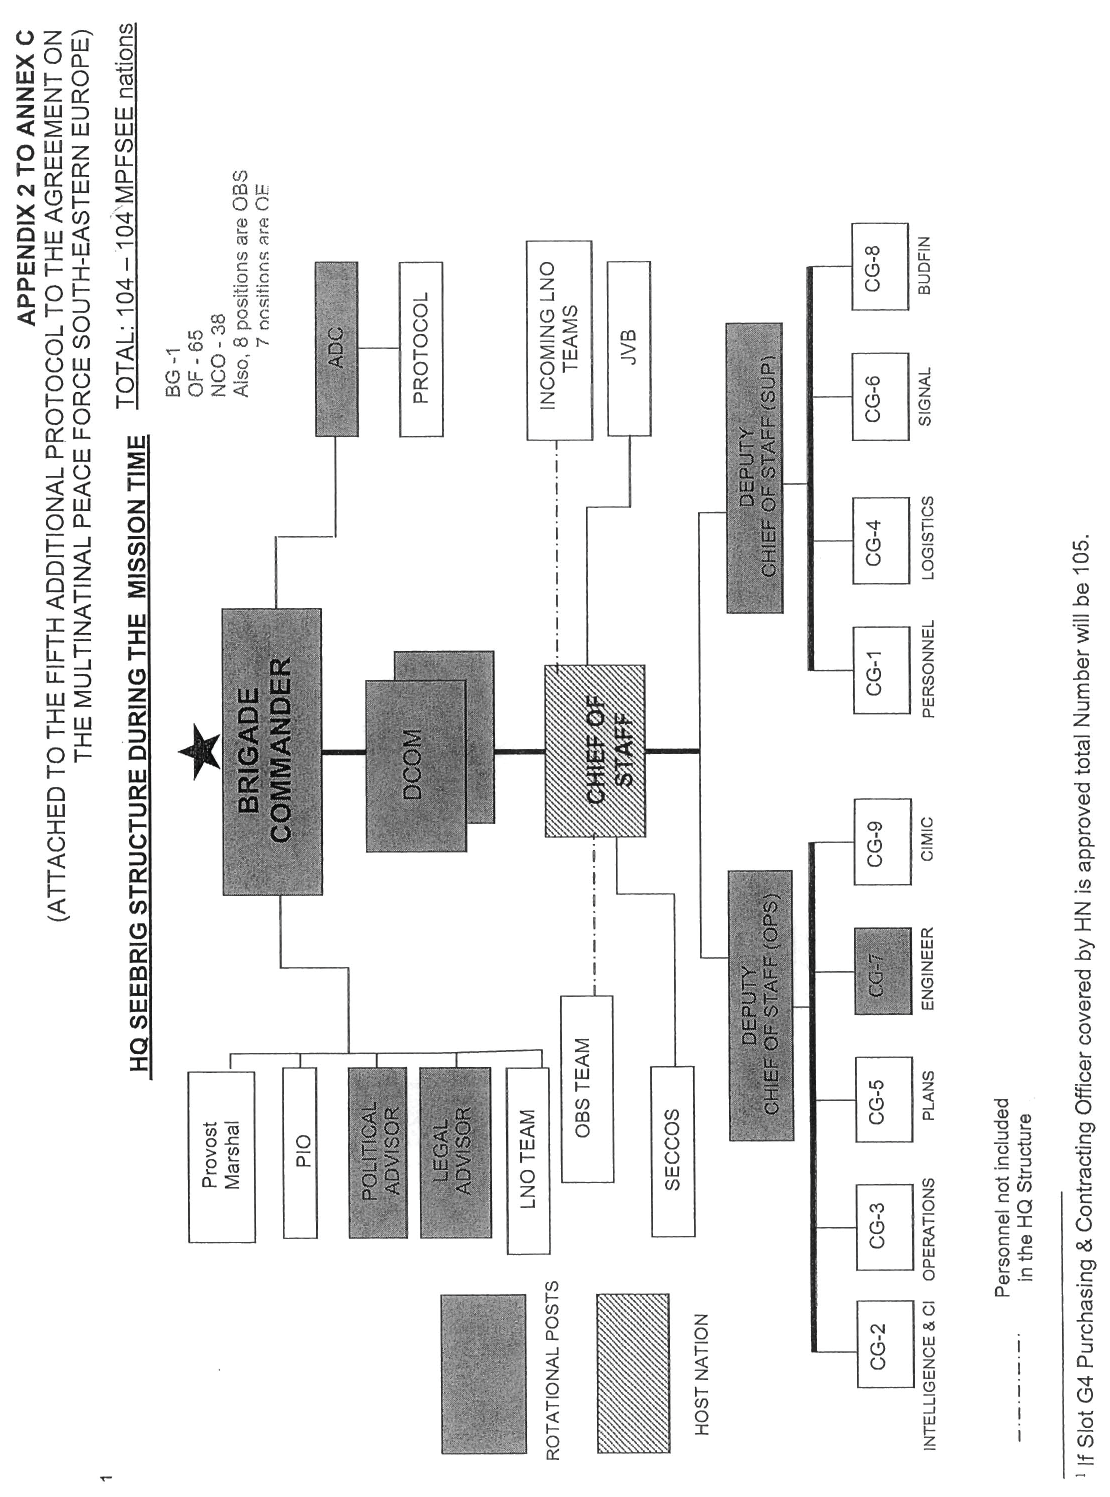 APPENDIX 2 TO ANNEX C
(ATTACHED TO THE FIFTH ADDITIONAL PROTOCOL TO THE AGREEMENT ON
THE MULTINATINAL PEACE FORCE SOUTH-EASTERN EUROPE)
HQ SEEBRIG STRUCTURE DURING THE MISSION TIME
TOTAL: 104 – 104 MPFSEE nations
1
BG -1
OF - 65
NCO - 38
Also, 8 positions are OBS
7 positions are OE
BRIGADE
COMMANDER
ADC
PROTOCOL
Provost
Marshal
PIO
POLITICAL
ADVISOR
LEGAL
ADVISOR
LNO TEAM
DCOM
INCOMING LNO
TEAMS
JVB
CHIEF OF
STAFF
OBS TEAM
SECCOS
ROTATIONAL POSTS
HOST NATION
DEPUTY
CHIEF OF STAFF (OPS)
DEPUTY
CHIEF OF STAFF (SUP)
CG-2
INTELLIGENCE & CI
CG-3
OPERATIONS
CG-5
PLANS
CG-7
ENGINEER
CG-9
CIMIC
CG-1
PERSONNEL
CG-4
LOGISTICS
CG-6
SIGNAL
CG-8
BUDFIN
Personnel not included
in the HQ Structure
1 If Slot G4 Purchasing & Contracting Officer covered by HN is approved total Number will be 105.